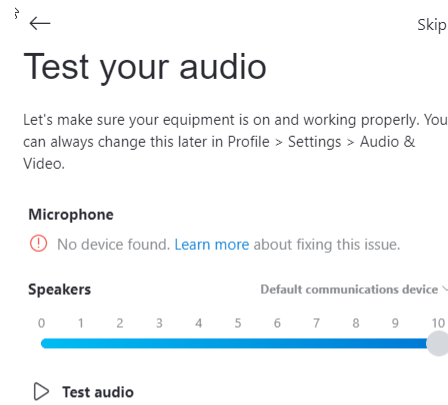 Skip
Test your audio
Let's make sure your equipment is on and working properly. You
can always change this later in Profile > Settings > Audio &
Video.
Microphone
No device found. Learn more about fixing this issue.
Speakers Default communications device
0 1 2 3 4 5 6 7 8 9 10
Test audio